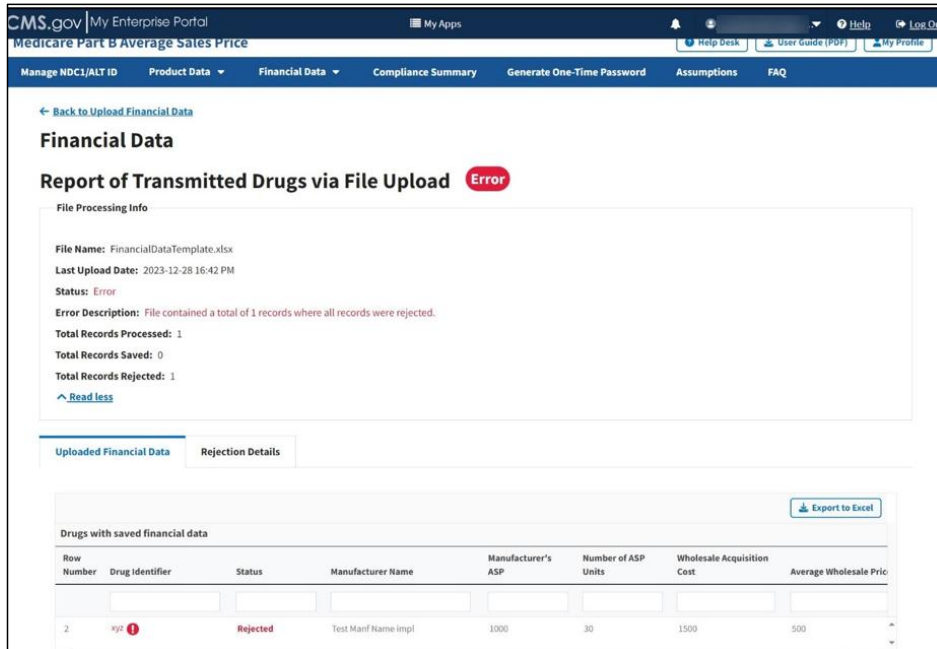 CMS.gov My Enterprise Portal My Apps Help Log Ou
Medicare Part B Average Sales Price Help Desk User Guide (PDF) My Profile
Manage NDC1/ALT ID Product Data Financial Data Compliance Summary Generate One-Time Password Assumptions FAQ
Back to Upload Financial Data
Financial Data
Report of Transmitted Drugs via File Upload Error
File Processing Info
File Name: FinancialDataTemplate.xlsx
Last Upload Date: 2023-12-28 16:42 PM
Status: Error
Error Description: File contained a total of 1 records where all records were rejected.
Total Records Processed: 1
Total Records Saved: 0
Total Records Rejected: 1
Read less
Uploaded Financial Data Rejection Details
Export to Excel
Drugs with saved financial data
Row Number Drug Identifier Status Manufacturer Name Manufacturer's ASP Number of ASP Units Wholesale Acquisition Cost Average Wholesale Pric
2 xyz Rejected Test Manf Name impl 1000 30 1500 500